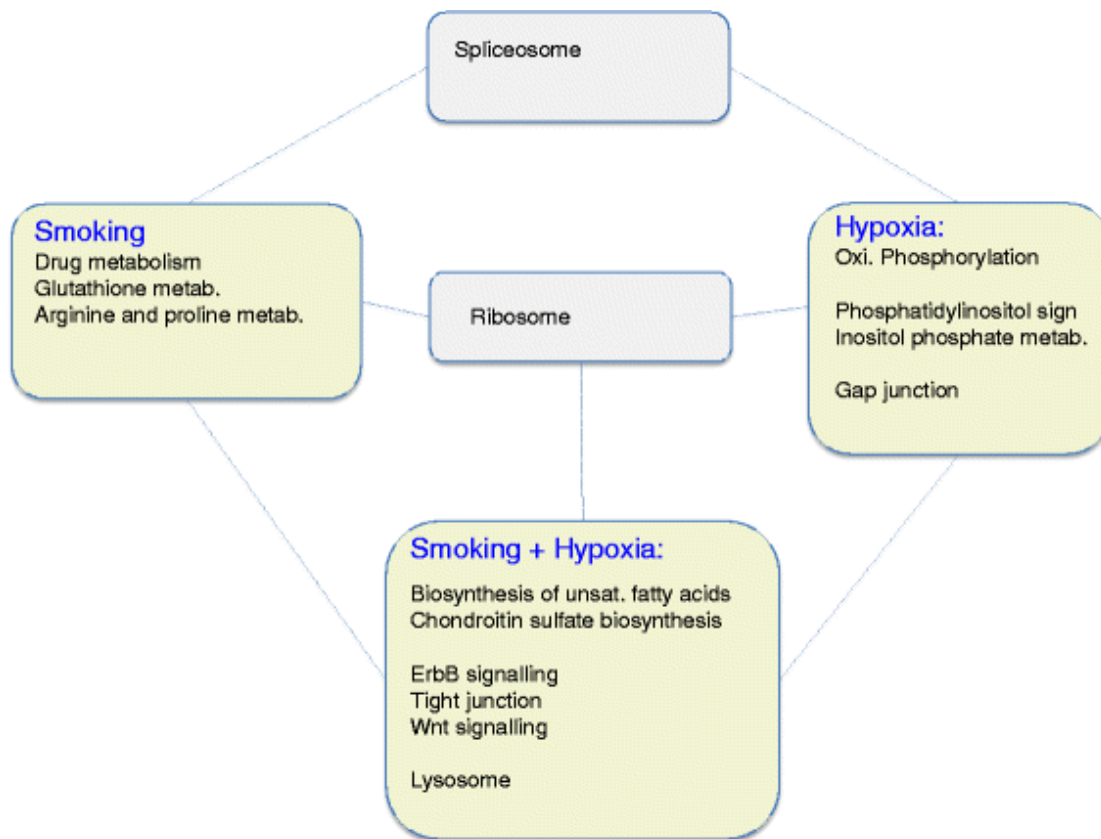 Spliceosome
Smoking
Drug metabolism
Glutathione metab.
Arginine and proline metab.
Ribosome
Hypoxia:
Oxi. Phosphorylation
Phosphatidylinositol sign
Inositol phosphate metab.
Gap junction
Smoking + Hypoxia:
Biosynthesis of unsat. fatty acids
Chondroitin sulfate biosynthesis
ErbB signalling
Tight junction
Wnt signalling
Lysosome